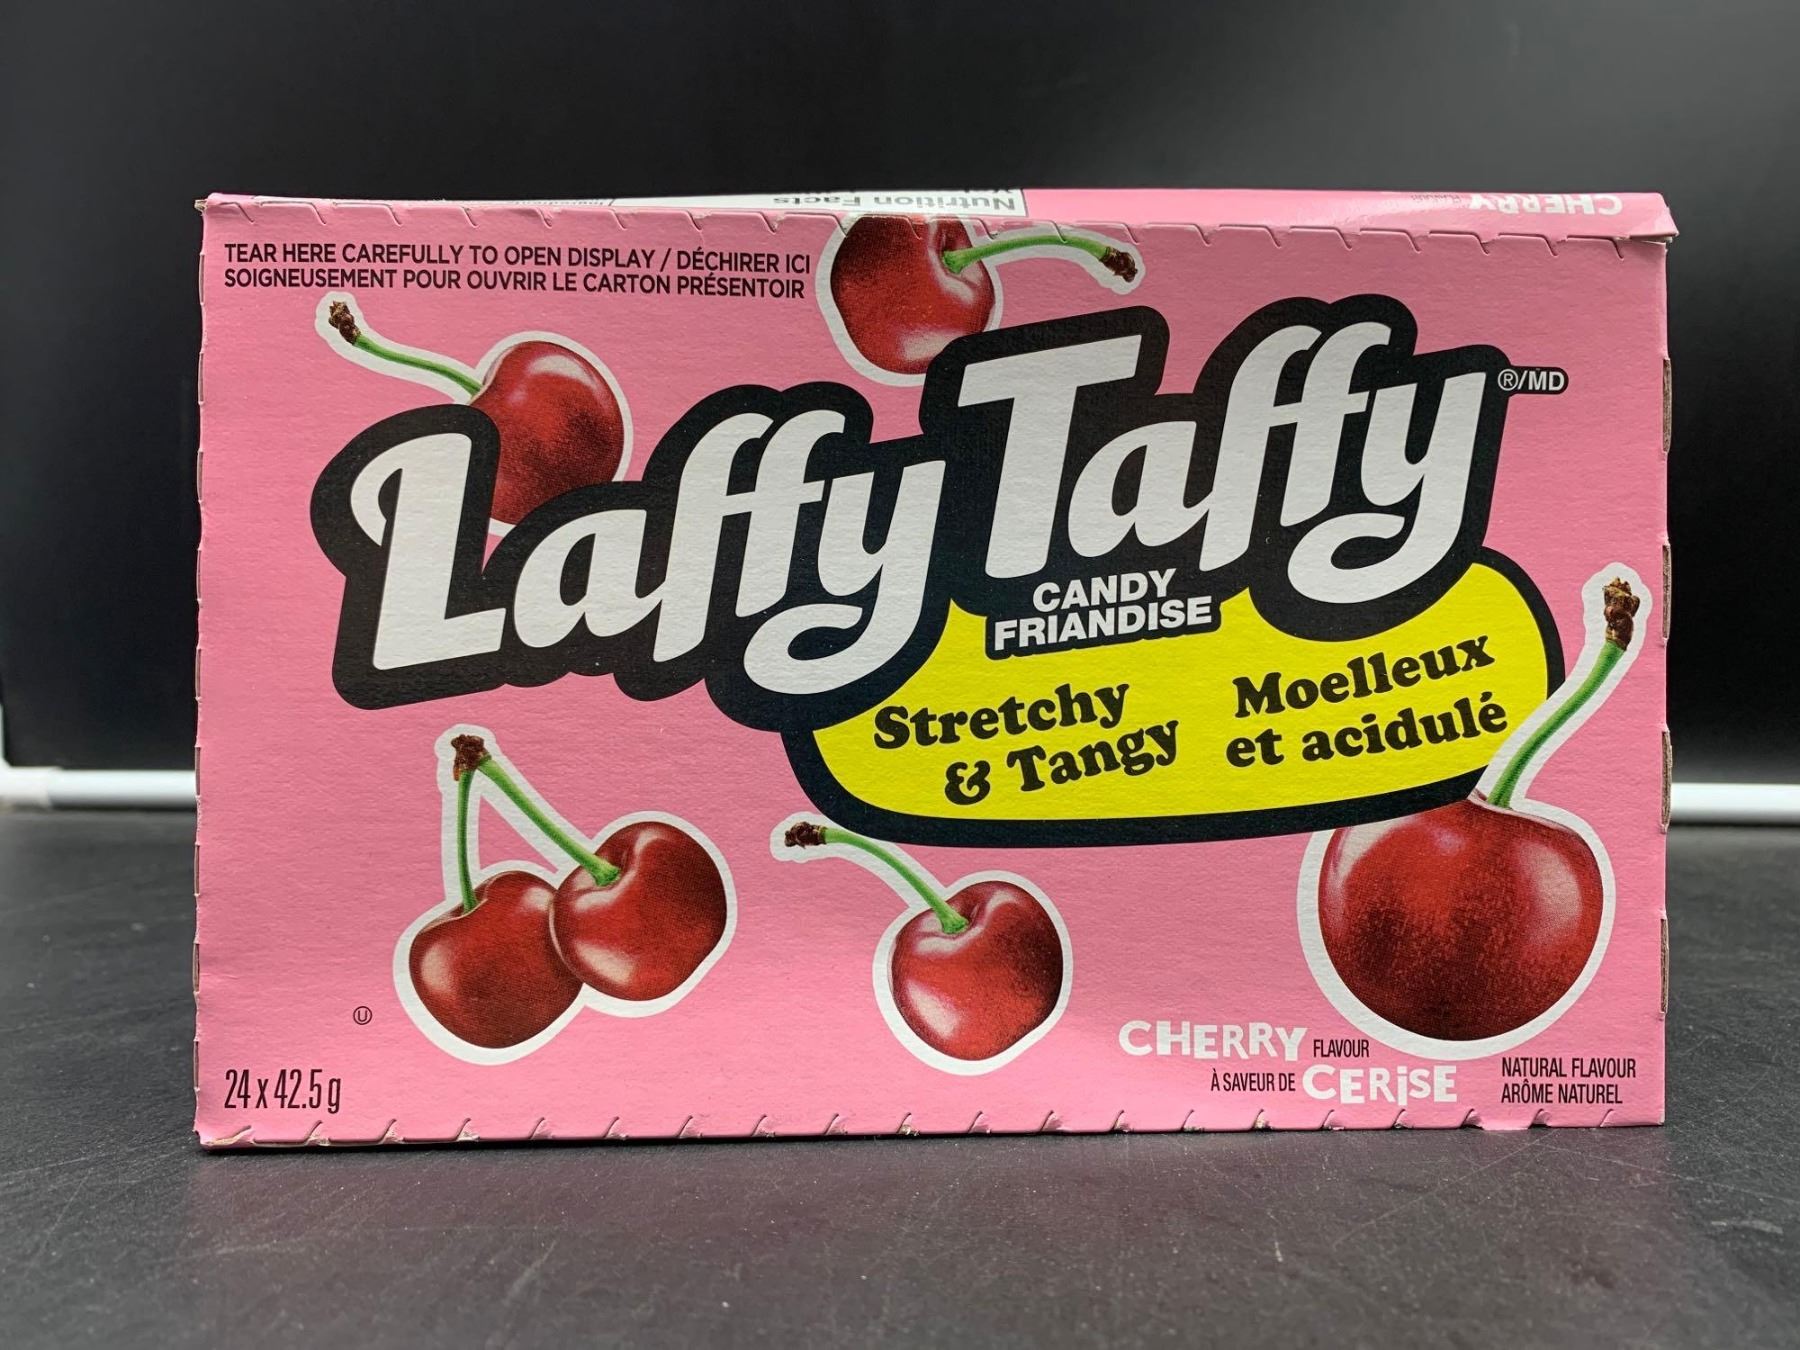 Nutrition Facts
CHERRY
TEAR HERE CAREFULLY TO OPEN DISPLAY / DÉCHIRER ICI
SOIGNEUSEMENT POUR OUVRIR LE CARTON PRÉSENTOIR
Laffy Taffy ®/MD
CANDY
FRIANDISE
Stretchy
& Tangy
Moelleux
et acidulé
U
24 x 42.5 g
CHERRY FLAVOUR
À SAVEUR DE CERiSE
NATURAL FLAVOUR
ARÔME NATUREL